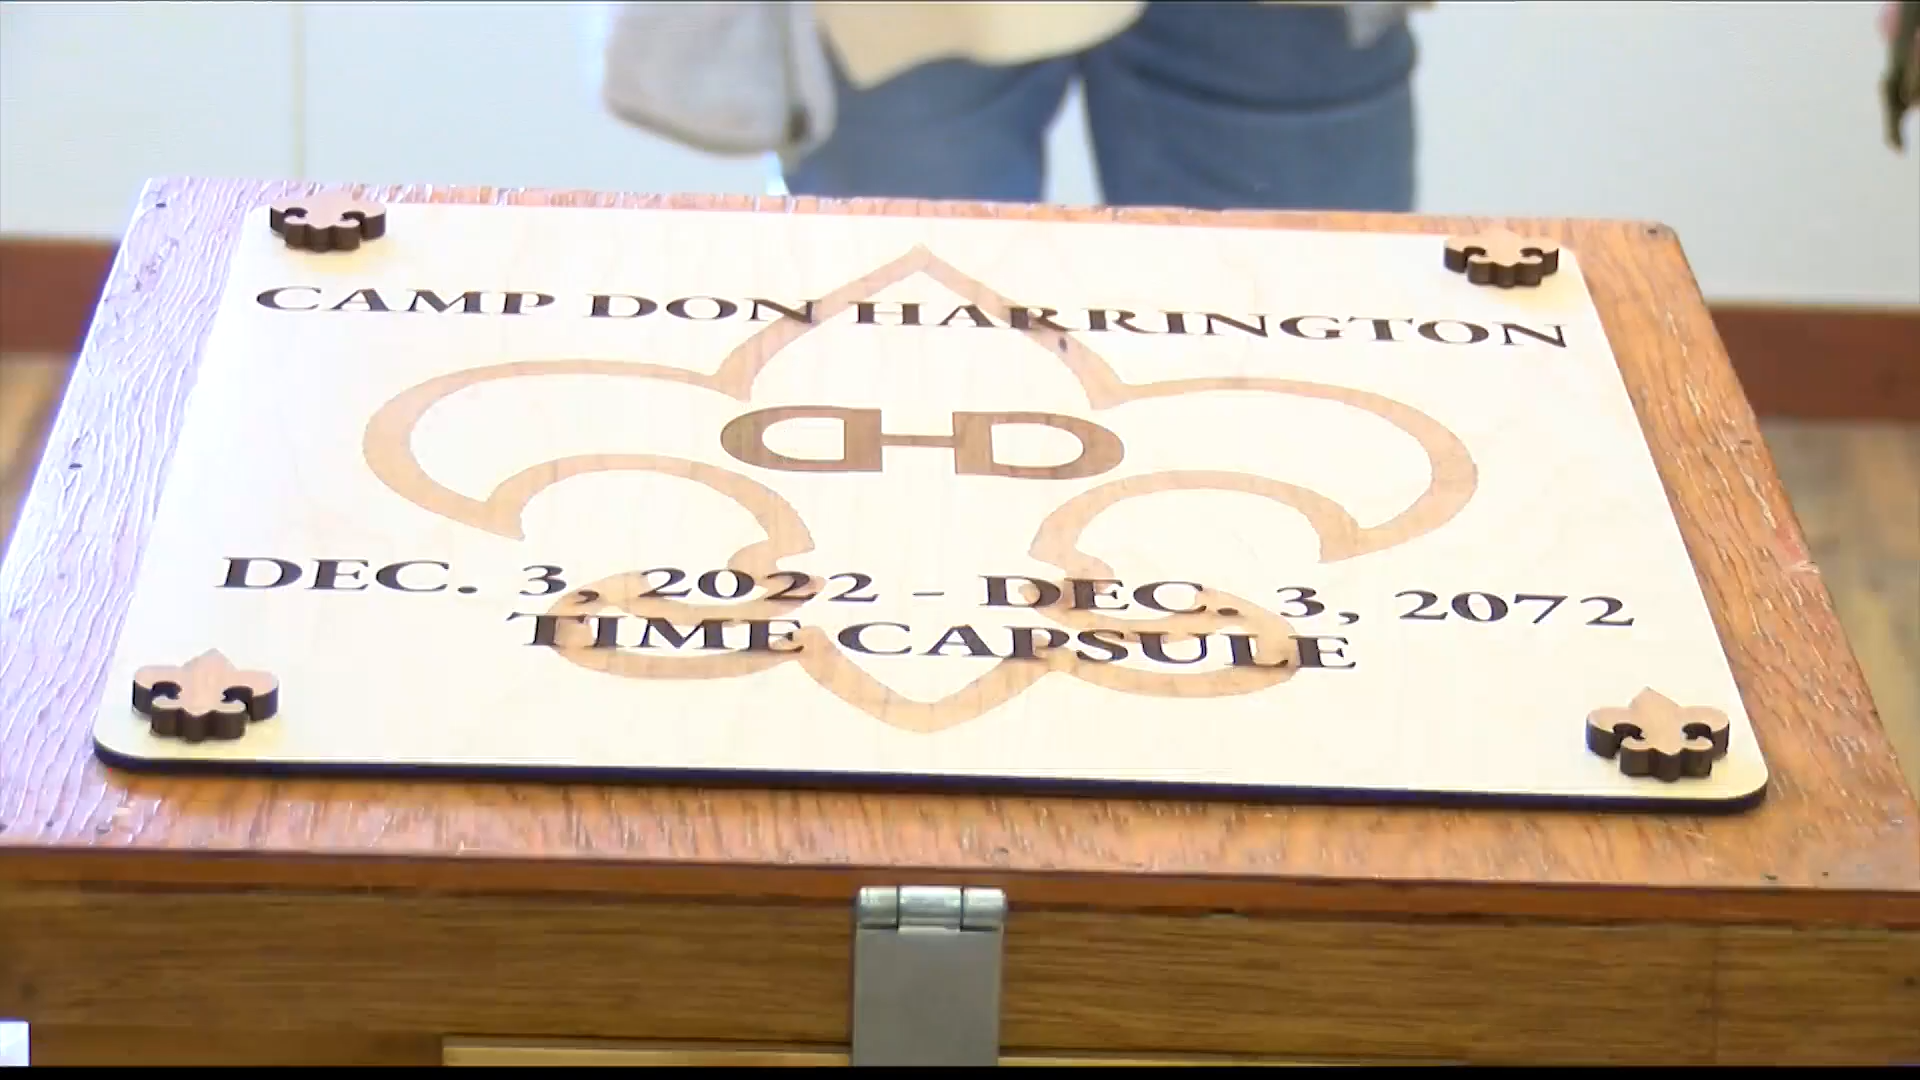 CAMP DON HARRINGTON
DHD
DEC. 3, 2022 - DEC. 3, 2072
TIME CAPSULE